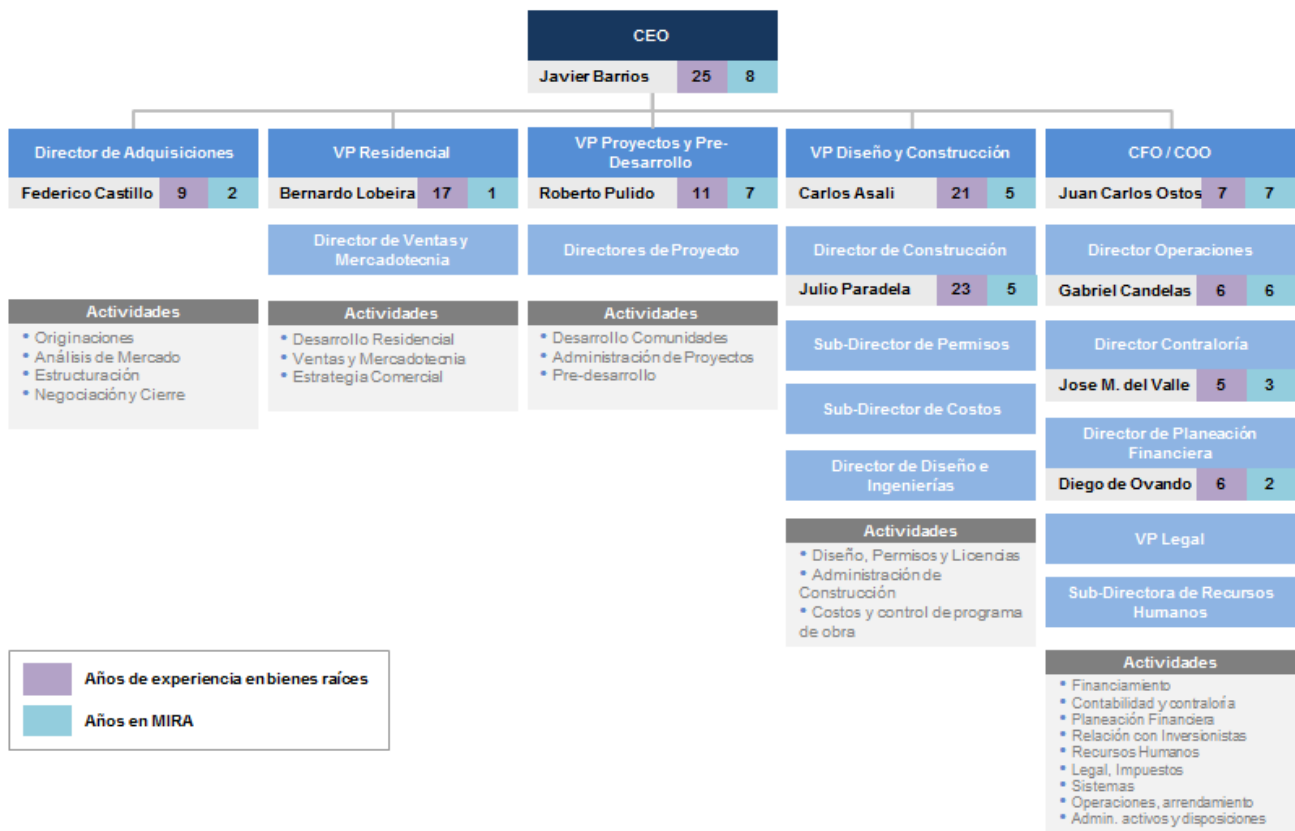 CEO
Javier Barrios 25 8
Director de Adquisiciones
Federico Castillo 9 2
Actividades
• Originaciones
• Análisis de Mercado
• Estructuración
• Negociación y Cierre
VP Residencial
Bernardo Lobeira 17 1
Director de Ventas y
Mercadotecnia
Actividades
• Desarrollo Residencial
• Ventas y Mercadotecnia
• Estrategia Comercial
VP Proyectos y Pre-
Desarrollo
Roberto Pulido 11 7
Directores de Proyecto
Actividades
• Desarrollo Comunidades
• Administración de Proyectos
• Pre-desarrollo
VP Diseño y Construcción
Carlos Asali 21 5
Director de Construcción
Julio Paradela 23 5
Sub-Director de Permisos
Sub-Director de Costos
Director de Diseño e
Ingenierías
Actividades
• Diseño, Permisos y Licencias
• Administración de
Construcción
• Costos y control de programa
de obra
CFO / COO
Juan Carlos Ostos 7 7
Director Operaciones
Gabriel Candelas 6 6
Director Contraloría
Jose M. del Valle 5 3
Director de Planeación
Financiera
Diego de Ovando 6 2
VP Legal
Sub-Directora de Recursos
Humanos
Actividades
• Financiamiento
• Contabilidad y contraloría
• Planeación Financiera
• Relación con Inversionistas
• Recursos Humanos
• Legal, Impuestos
• Sistemas
• Operaciones, arrendamiento
• Admin. activos y disposiciones
Años de experiencia en bienes raíces
Años en MIRA